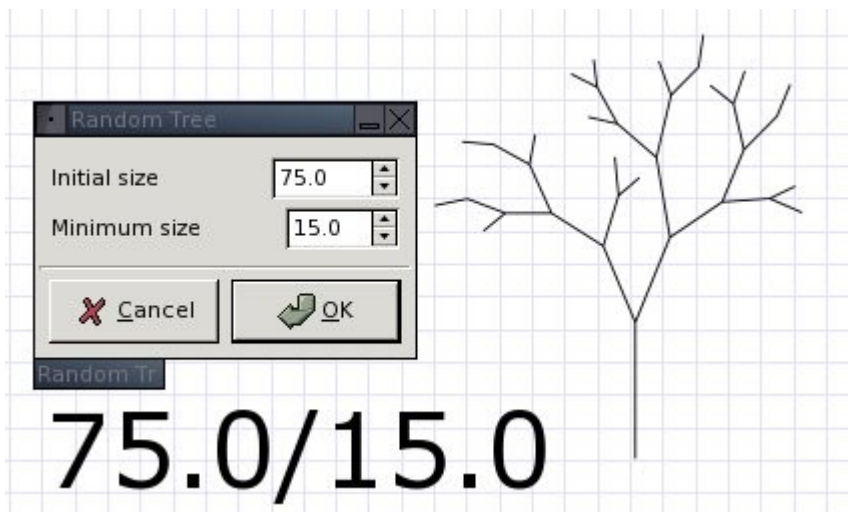 Random Tree
Initial size 75.0
Minimum size 15.0
Cancel OK
Random Tr
75.0/15.0